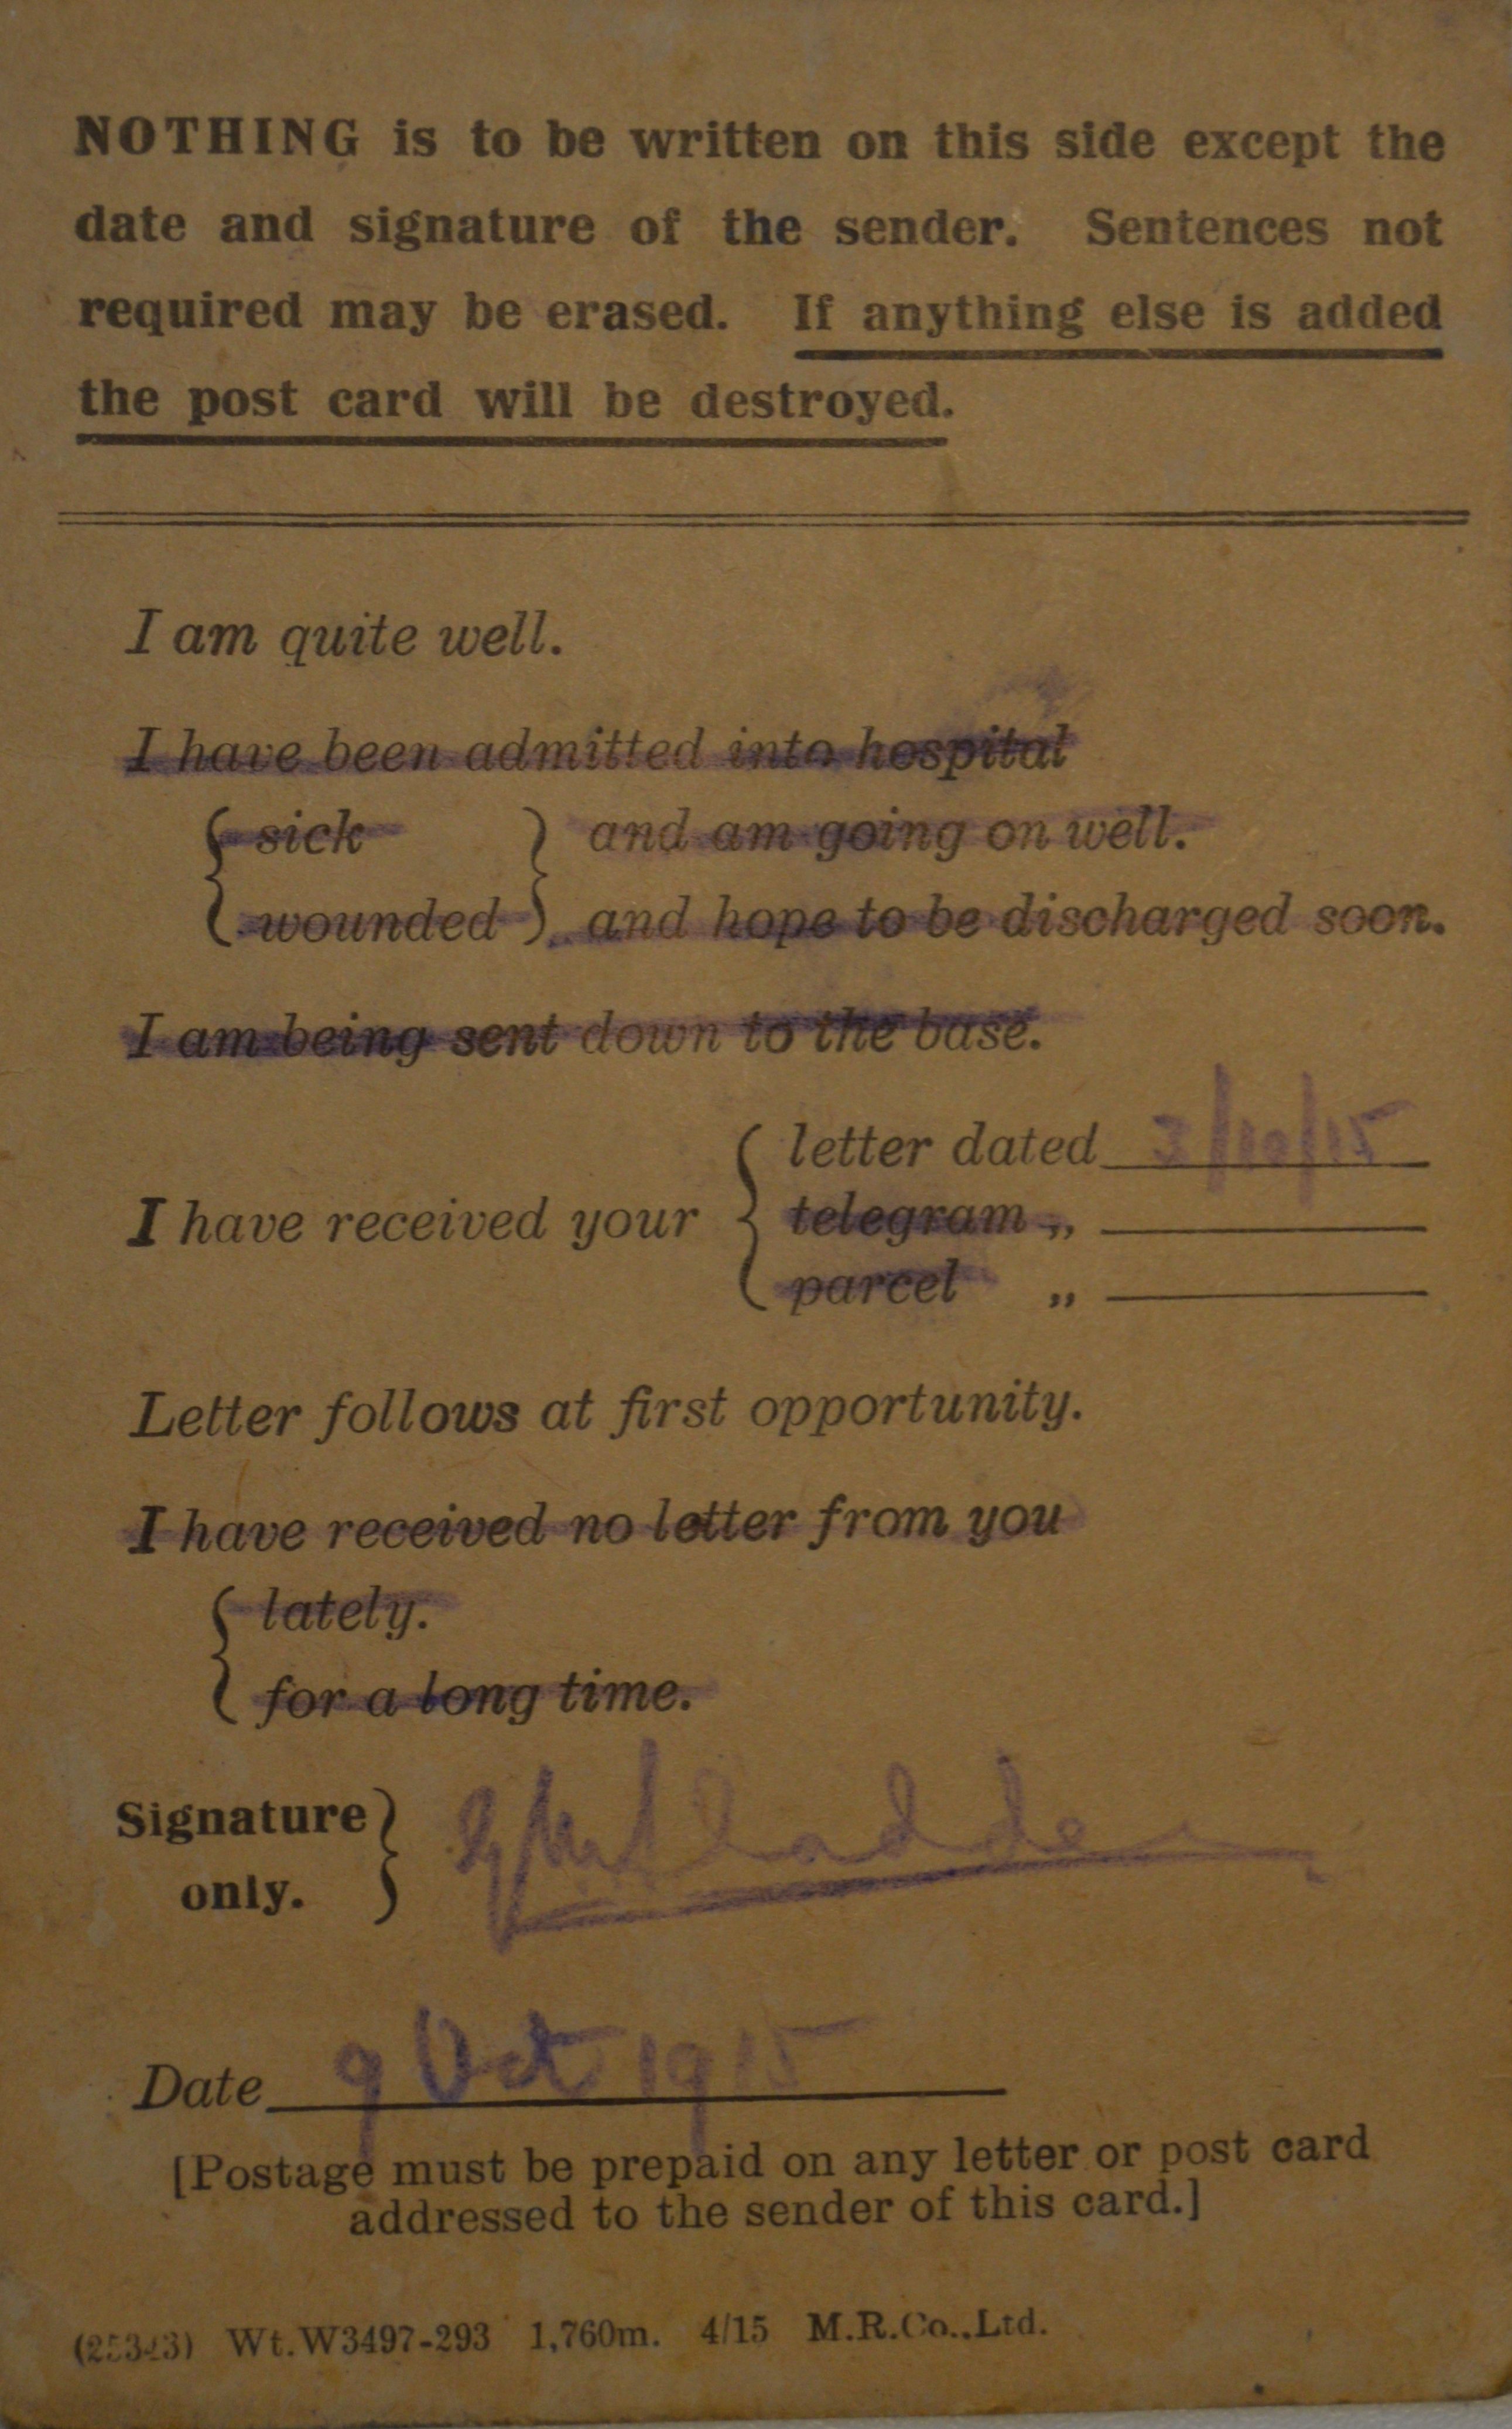 NOTHING is to be written on this side except the
date and signature of the sender. Sentences not
required may be erased. If anything else is added
the post card will be destroyed.
I am quite well.
I have been admitted into hospital
{ sick } and am going on well.
{ wounded } and hope to be discharged soon.
I am being sent down to the base.
letter dated 3/10/15
I have received your { telegram „
parcel „
Letter follows at first opportunity.
I have received no letter from you
{ lately.
{ for a long time.
Signature }
only. }
Date 9 Oct 1915
[Postage must be prepaid on any letter or post card
addressed to the sender of this card.]
Wt.W3497-293 1,760m. 4/15 M.R.Co.,Ltd.